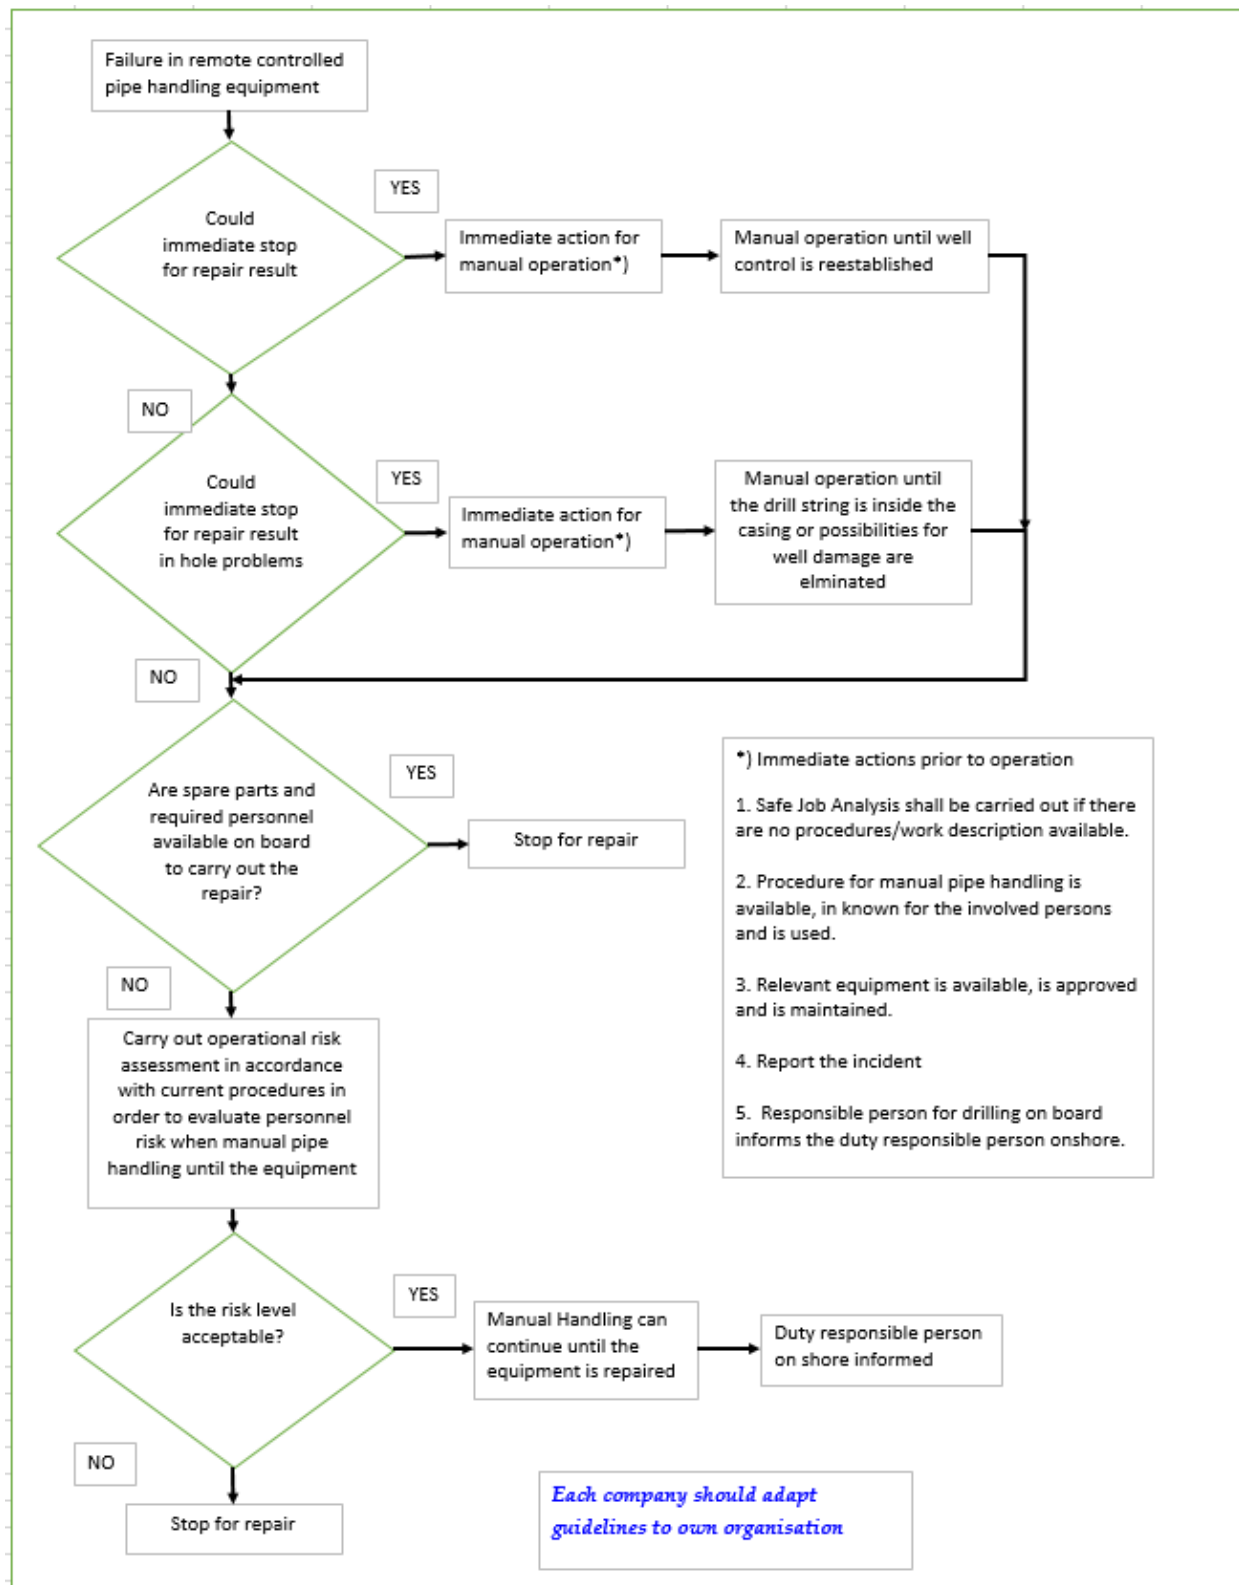 Failure in remote controlled
pipe handling equipment
Could
immediate stop
for repair result
YES
Immediate action for
manual operation*)
Manual operation until well
control is reestablished
NO
Could
immediate stop
for repair result
in hole problems
YES
Immediate action for
manual operation*)
Manual operation until
the drill string is inside the
casing or possibilities for
well damage are
elminated
NO
Are spare parts and
required personnel
available on board
to carry out the
repair?
YES
Stop for repair
*) Immediate actions prior to operation
1. Safe Job Analysis shall be carried out if there
are no procedures/work description available.
2. Procedure for manual pipe handling is
available, in known for the involved persons
and is used.
3. Relevant equipment is available, is approved
and is maintained.
4. Report the incident
5. Responsible person for drilling on board
informs the duty responsible person onshore.
NO
Carry out operational risk
assessment in accordance
with current procedures in
order to evaluate personnel
risk when manual pipe
handling until the equipment
Is the risk level
acceptable?
YES
Manual Handling can
continue until the
equipment is repaired
Duty responsible person
on shore informed
NO
Stop for repair
Each company should adapt
guidelines to own organisation